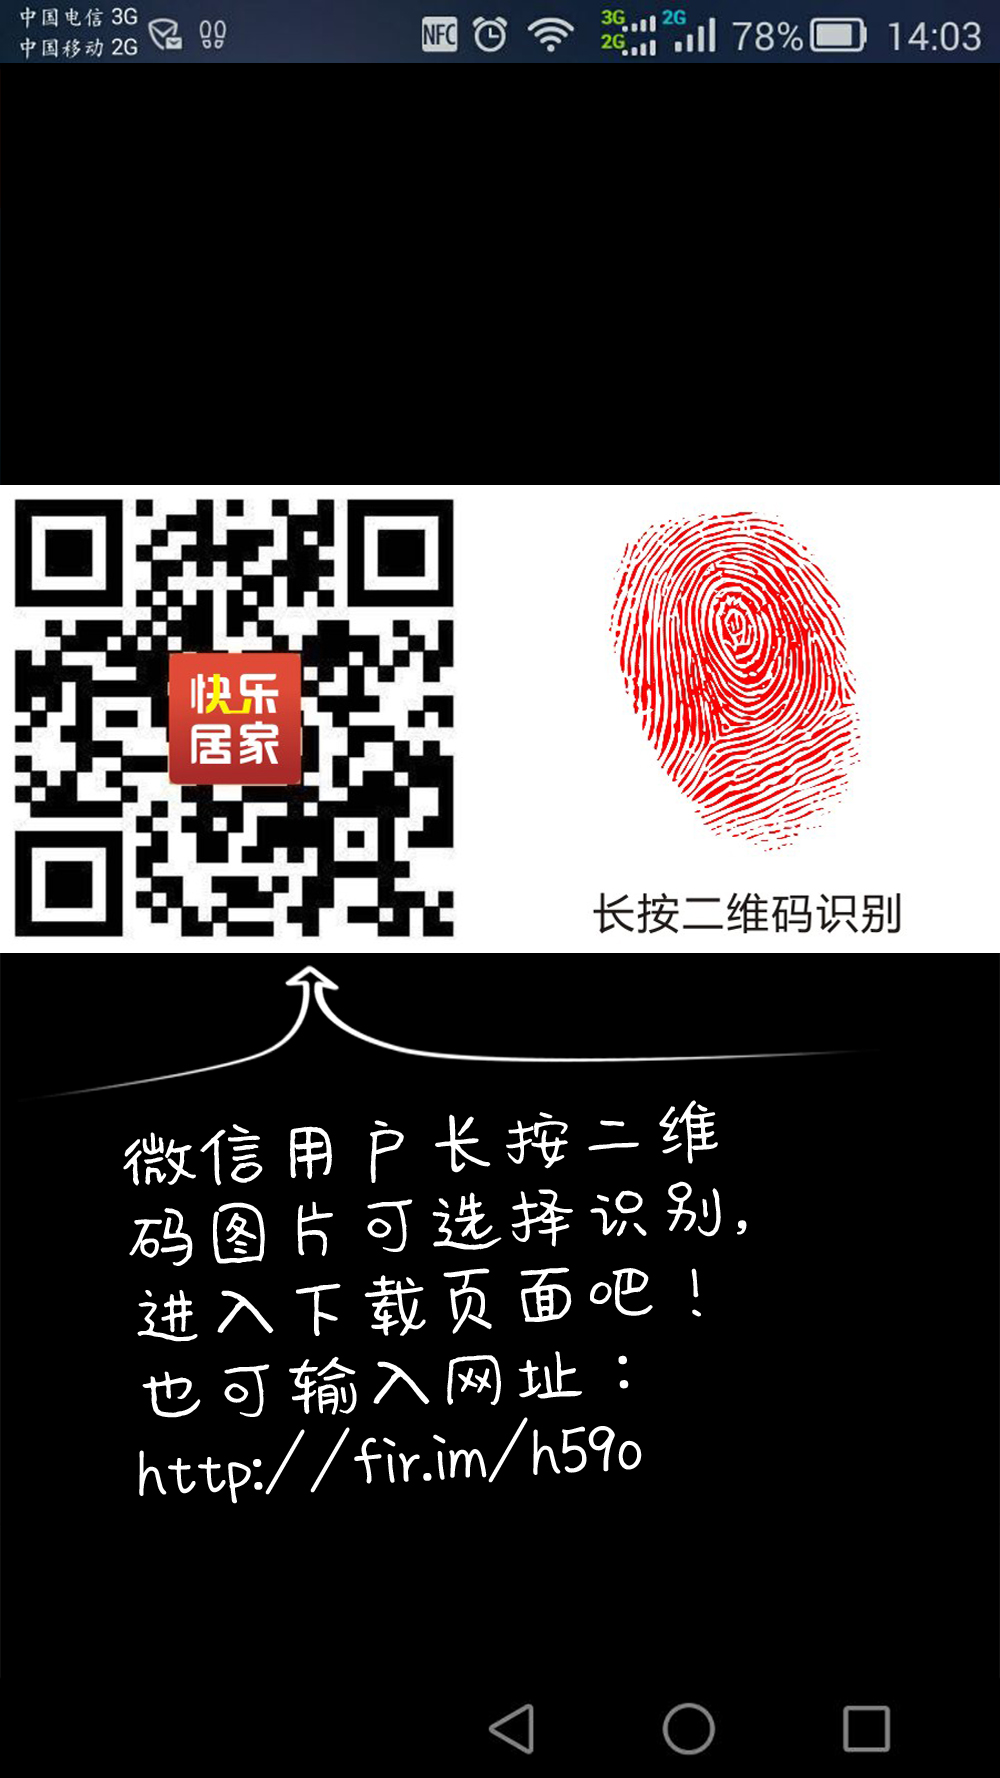 中国电信 3G
中国移动 2G
NFC
3G
2G
2G
78%
14:03
快乐
居家
长按二维码识别
微信用户长按二维
码图片可选择识别，
进入下载页面吧！
也可输入网址：
http://fir.im/h59o